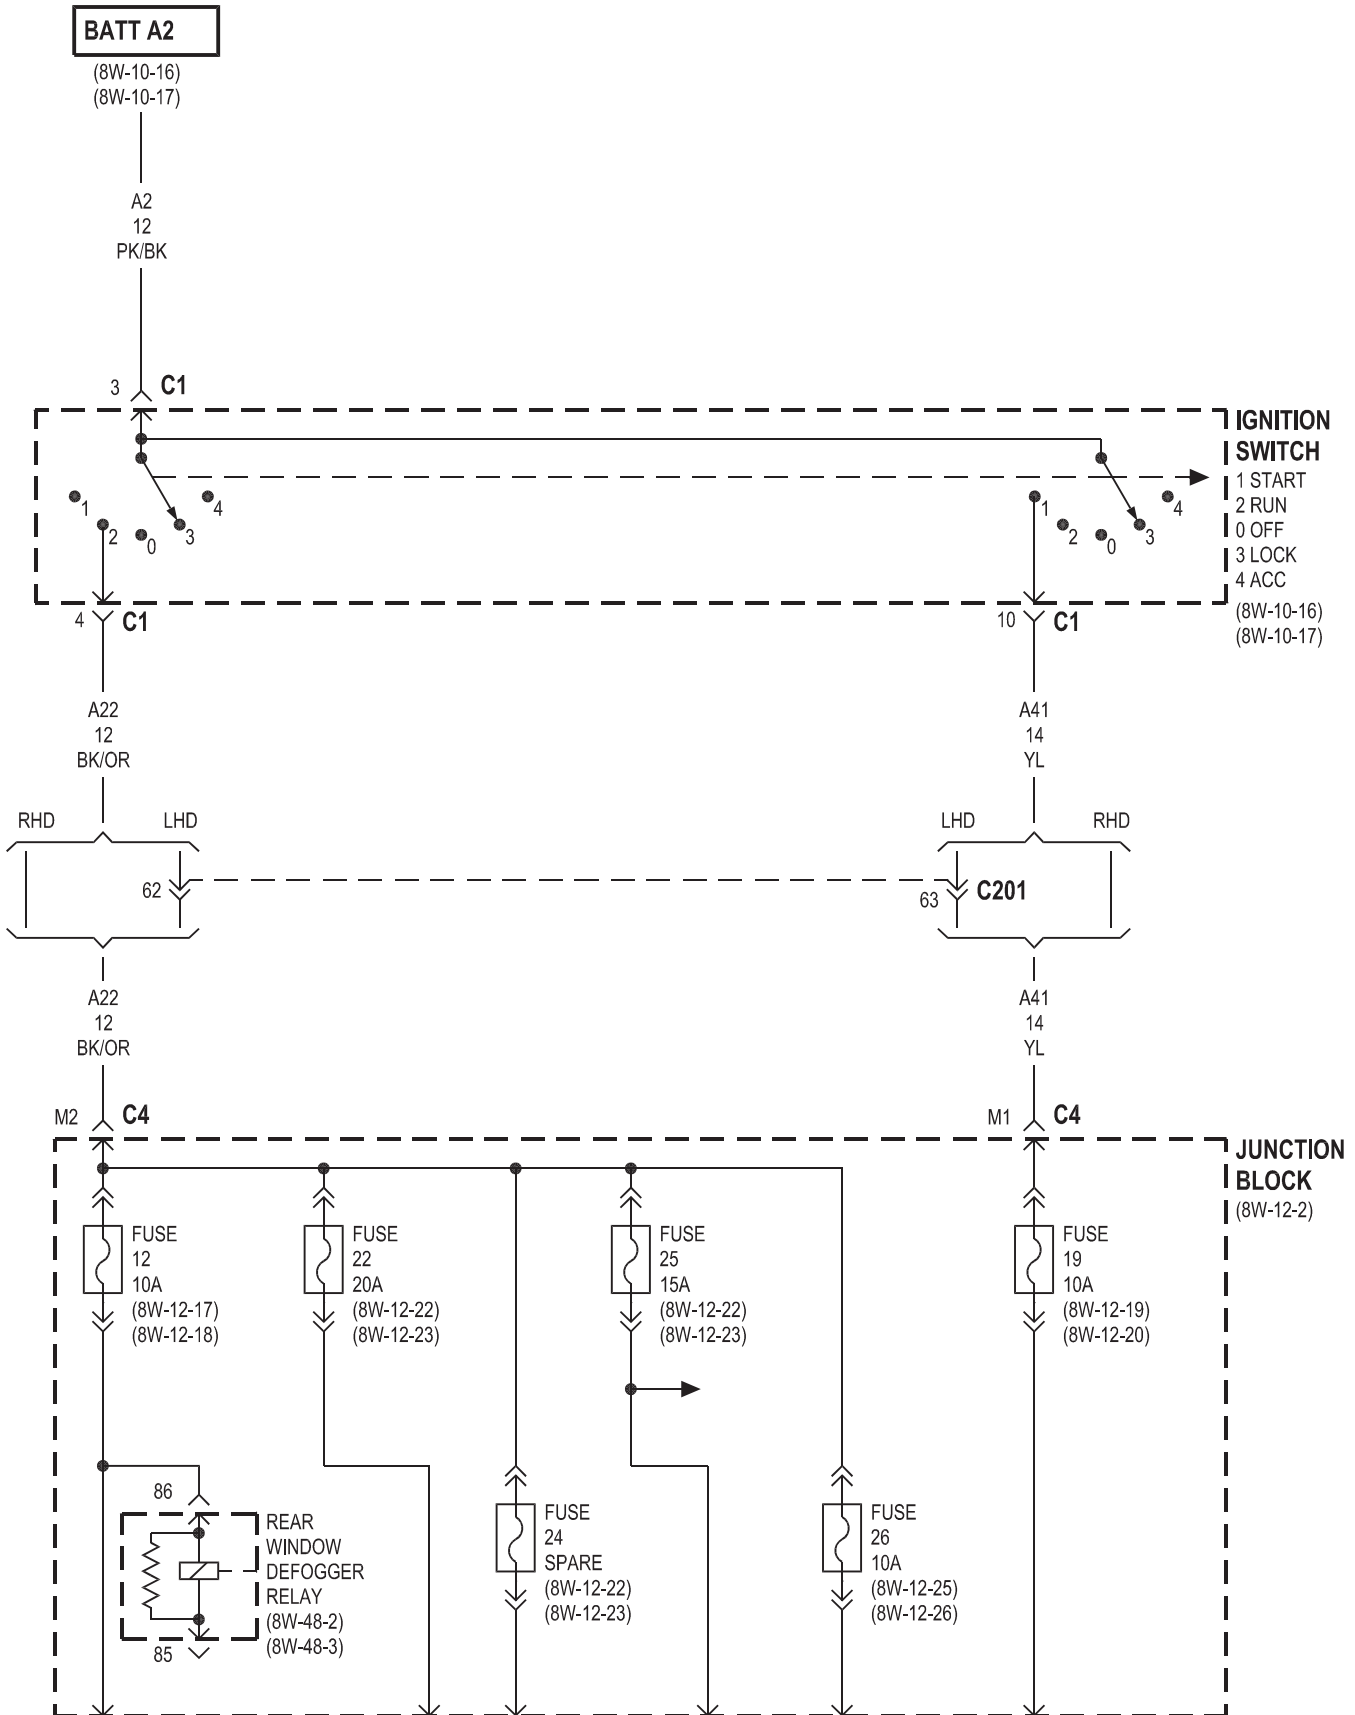 BATT A2
(8W-10-16)
(8W-10-17)
A2
12
PK/BK
3 C1
IGNITION
SWITCH
1 START
2 RUN
0 OFF
3 LOCK
4 ACC
(8W-10-16)
(8W-10-17)
1 2 0 3 4
1 2 0 3 4
4 C1
10 C1
A22
12
BK/OR
A41
14
YL
RHD LHD
LHD RHD
62
63 C201
A22
12
BK/OR
A41
14
YL
M2 C4
M1 C4
JUNCTION
BLOCK
(8W-12-2)
FUSE
12
10A
(8W-12-17)
(8W-12-18)
FUSE
22
20A
(8W-12-22)
(8W-12-23)
FUSE
25
15A
(8W-12-22)
(8W-12-23)
FUSE
19
10A
(8W-12-19)
(8W-12-20)
86
REAR
WINDOW
DEFOGGER
RELAY
(8W-48-2)
(8W-48-3)
85
FUSE
24
SPARE
(8W-12-22)
(8W-12-23)
FUSE
26
10A
(8W-12-25)
(8W-12-26)